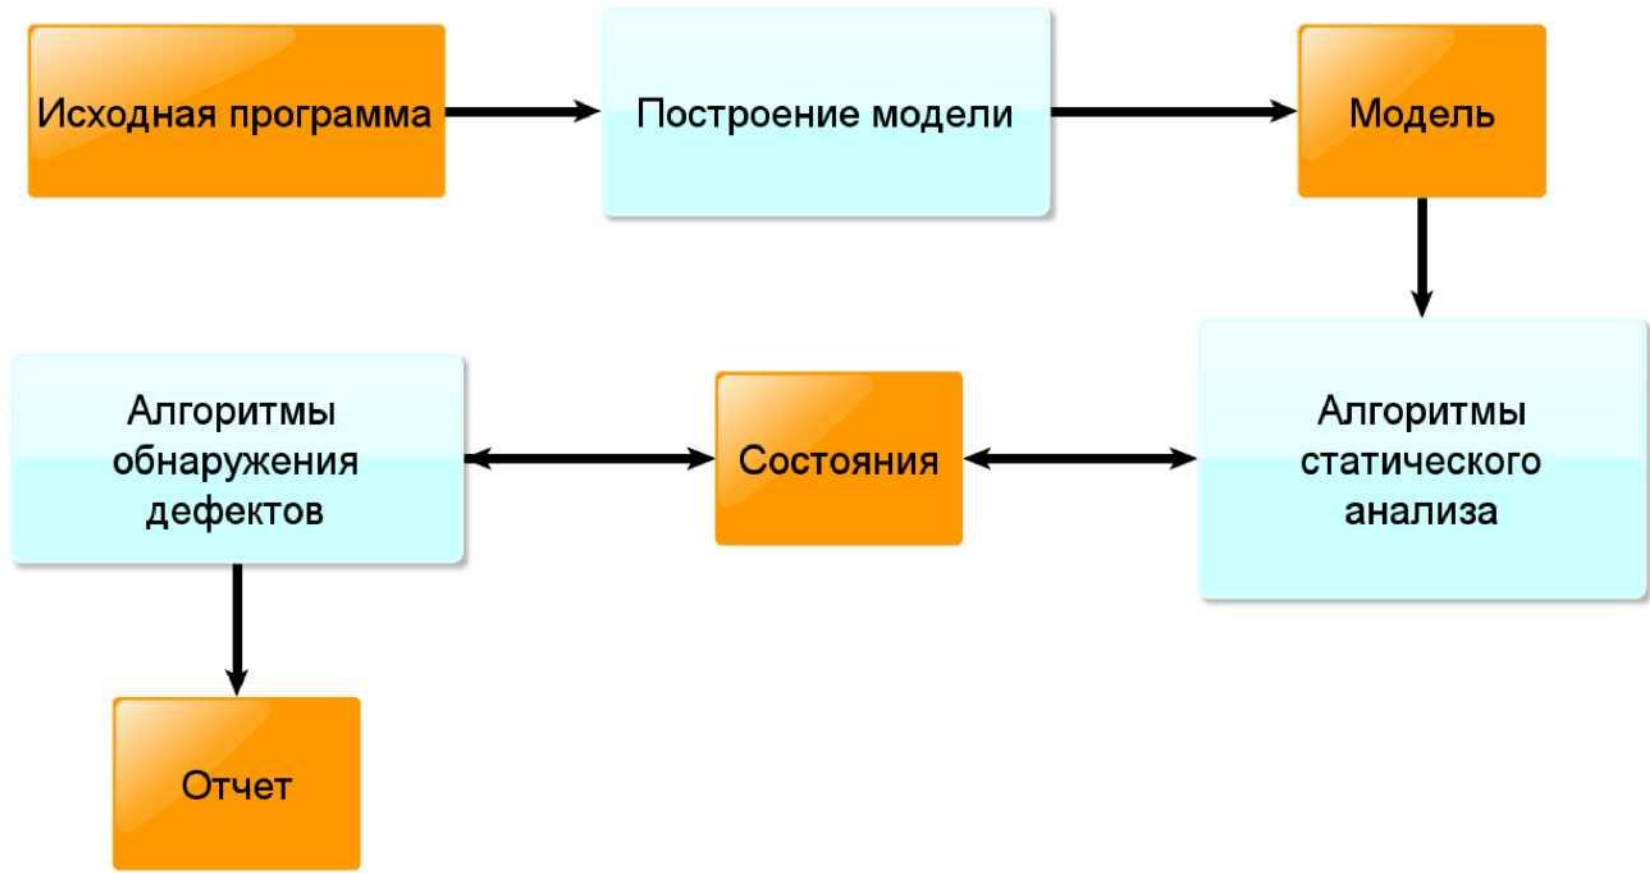 Исходная программа
Построение модели
Модель
Алгоритмы
статического
анализа
Состояния
Алгоритмы
обнаружения
дефектов
Отчет